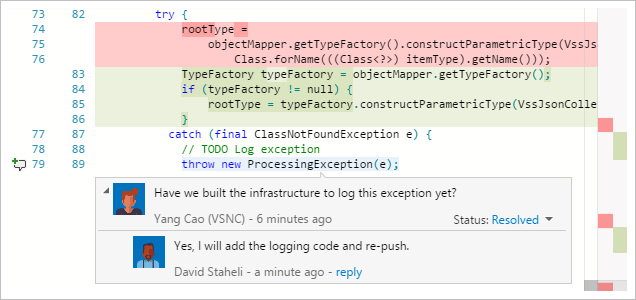 73 82 try {
74 rootType =
75 objectMapper.getTypeFactory().constructParametricType(VssJso
76 Class.forName(((Class<?>) itemType).getName()));
83 TypeFactory typeFactory = objectMapper.getTypeFactory();
84 if (typeFactory != null) {
85 rootType = typeFactory.constructParametricType(VssJsonColle
86 }
77 87 catch (final ClassNotFoundException e) {
78 88 // TODO Log exception
79 89 throw new ProcessingException(e);
Have we built the infrastructure to log this exception yet?
Yang Cao (VSNC) - 6 minutes ago Status: Resolved
Yes, I will add the logging code and re-push.
David Staheli - a minute ago - reply